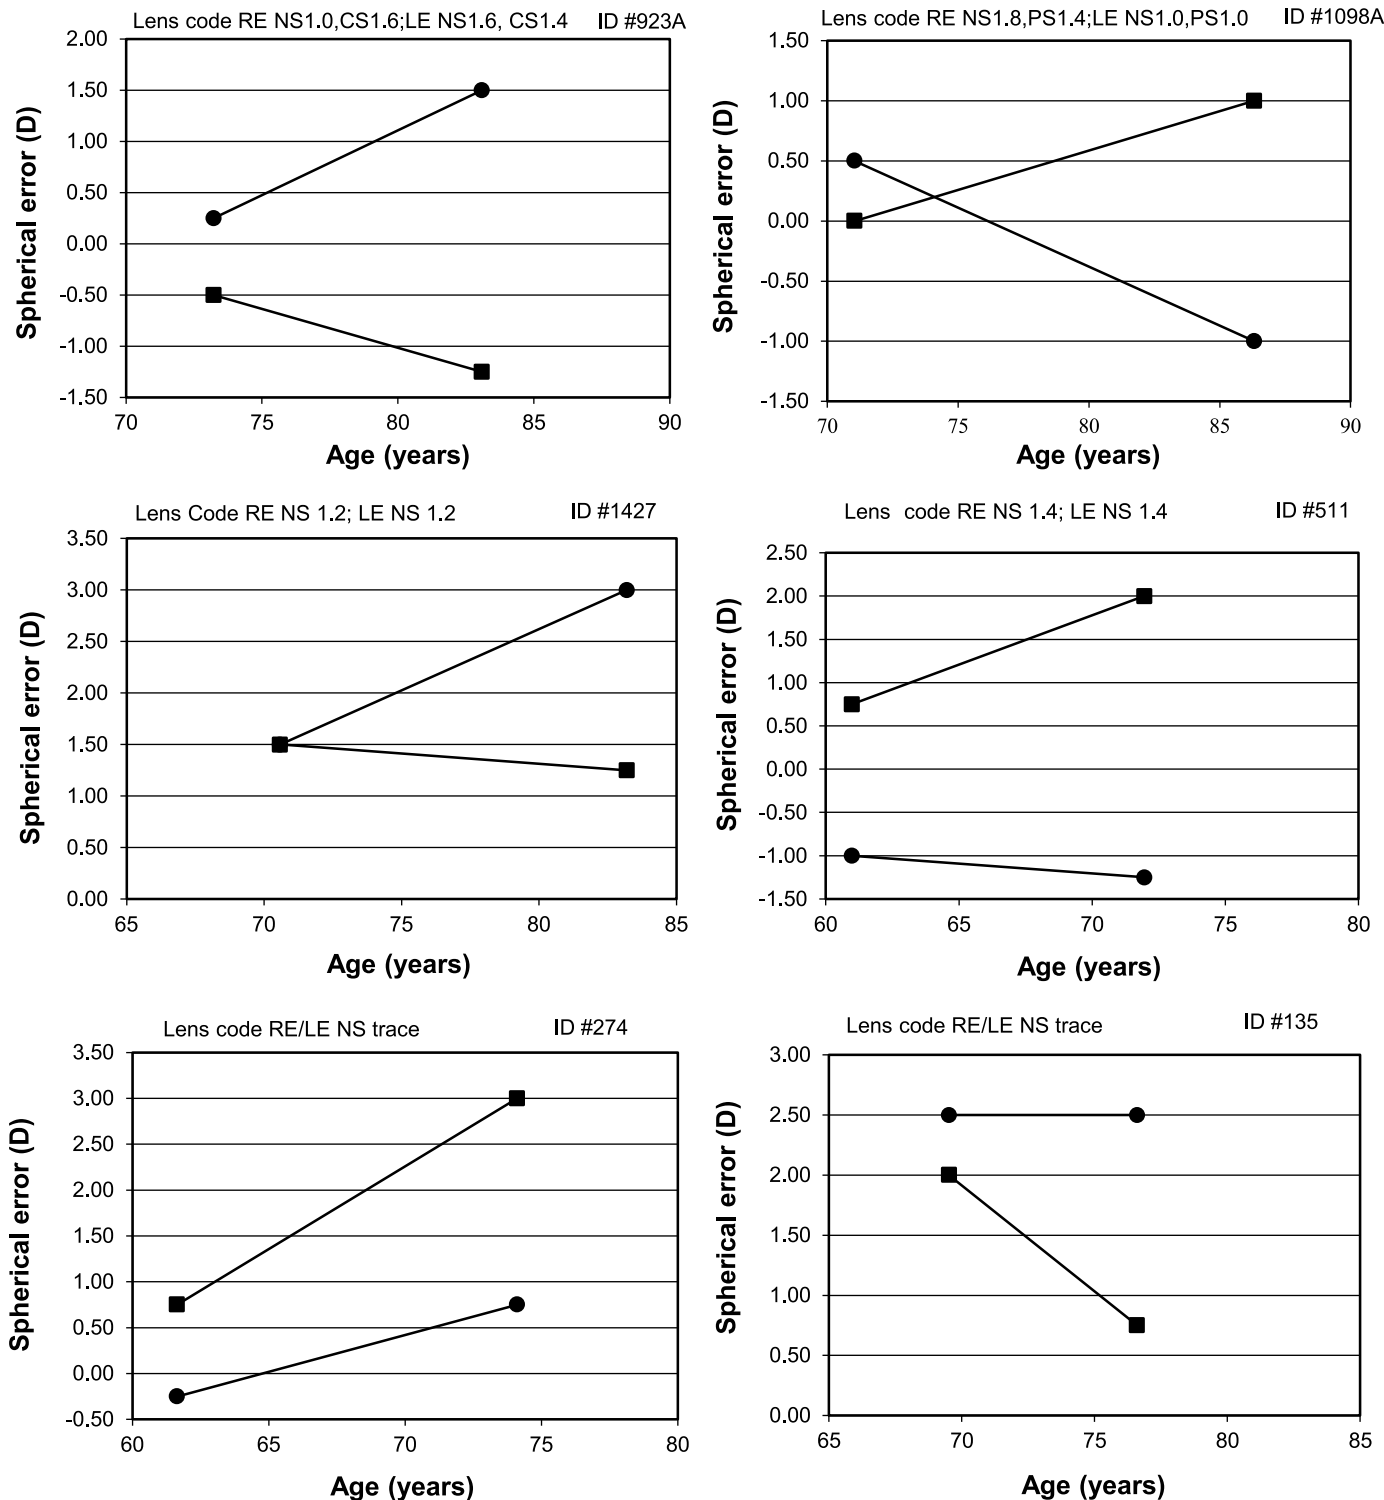 Lens code RE NS1.0,CS1.6;LE NS1.6, CS1.4 ID #923A
2.00
1.50
1.00
0.50
0.00
-0.50
-1.00
-1.50
Spherical error (D)
70 75 80 85 90
Age (years)
Lens code RE NS1.8,PS1.4;LE NS1.0,PS1.0 ID #1098A
1.50
1.00
0.50
0.00
-0.50
-1.00
-1.50
Spherical error (D)
70 75 80 85 90
Age (years)
Lens Code RE NS 1.2; LE NS 1.2 ID #1427
3.50
3.00
2.50
2.00
1.50
1.00
0.50
0.00
Spherical error (D)
65 70 75 80 85
Age (years)
Lens code RE NS 1.4; LE NS 1.4 ID #511
2.50
2.00
1.50
1.00
0.50
0.00
-0.50
-1.00
-1.50
Spherical error (D)
60 65 70 75 80
Age (years)
Lens code RE/LE NS trace ID #274
3.50
3.00
2.50
2.00
1.50
1.00
0.50
0.00
-0.50
Spherical error (D)
60 65 70 75 80
Age (years)
Lens code RE/LE NS trace ID #135
3.00
2.50
2.00
1.50
1.00
0.50
0.00
Spherical error (D)
65 70 75 80 85
Age (years)